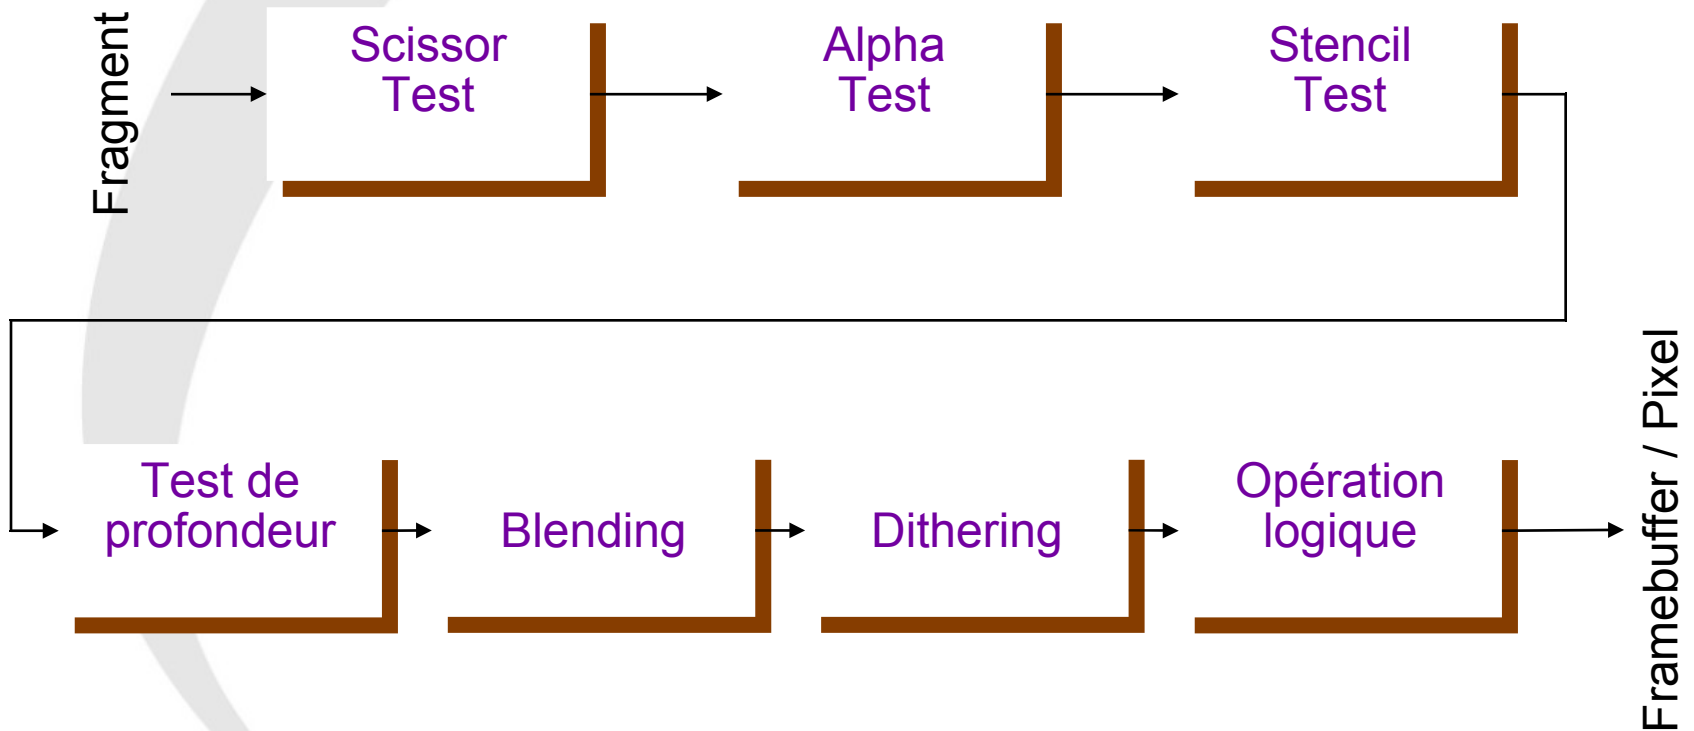 Fragment
Scissor
Test
Alpha
Test
Stencil
Test
Test de
profondeur
Blending
Dithering
Opération
logique
Framebuffer / Pixel